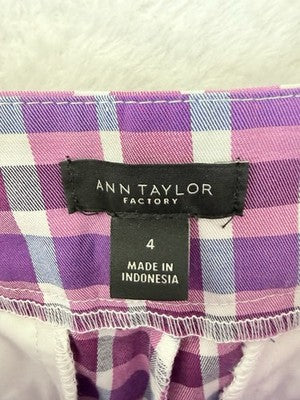 ANN TAYLOR
FACTORY
4
MADE IN
INDONESIA